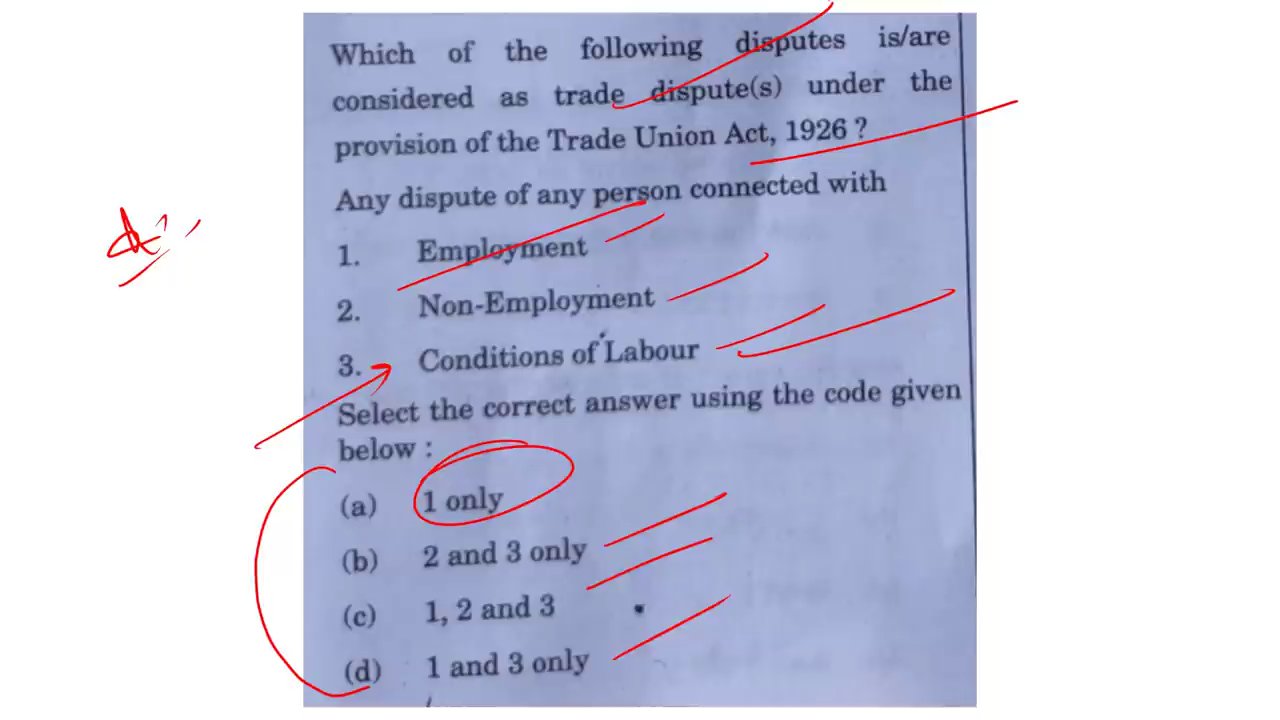 Which of the following disputes is/are
considered as trade dispute(s) under the
provision of the Trade Union Act, 1926 ?
Any dispute of any person connected with
1. Employment
2. Non-Employment
3. Conditions of Labour
Select the correct answer using the code given
below :
(a) 1 only
(b) 2 and 3 only
(c) 1, 2 and 3
(d) 1 and 3 only